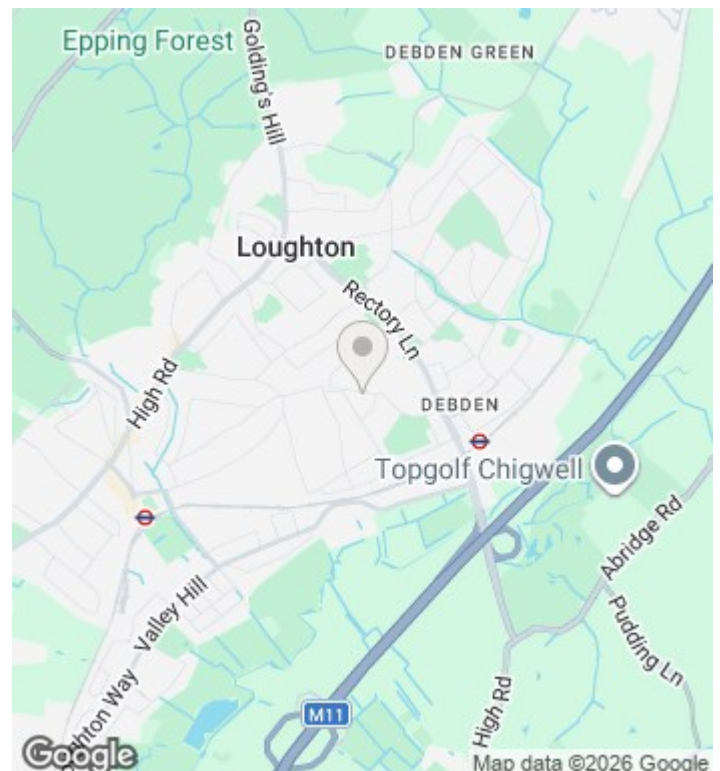 Epping Forest
Golding's Hill
DEBDEN GREEN
Loughton
Rectory Ln
High Rd
DEBDEN
Topgolf Chigwell
Abridge Rd
Pudding Ln
Valley Hill
Way
High Rd
M11
Google
Map data ©2026 Google